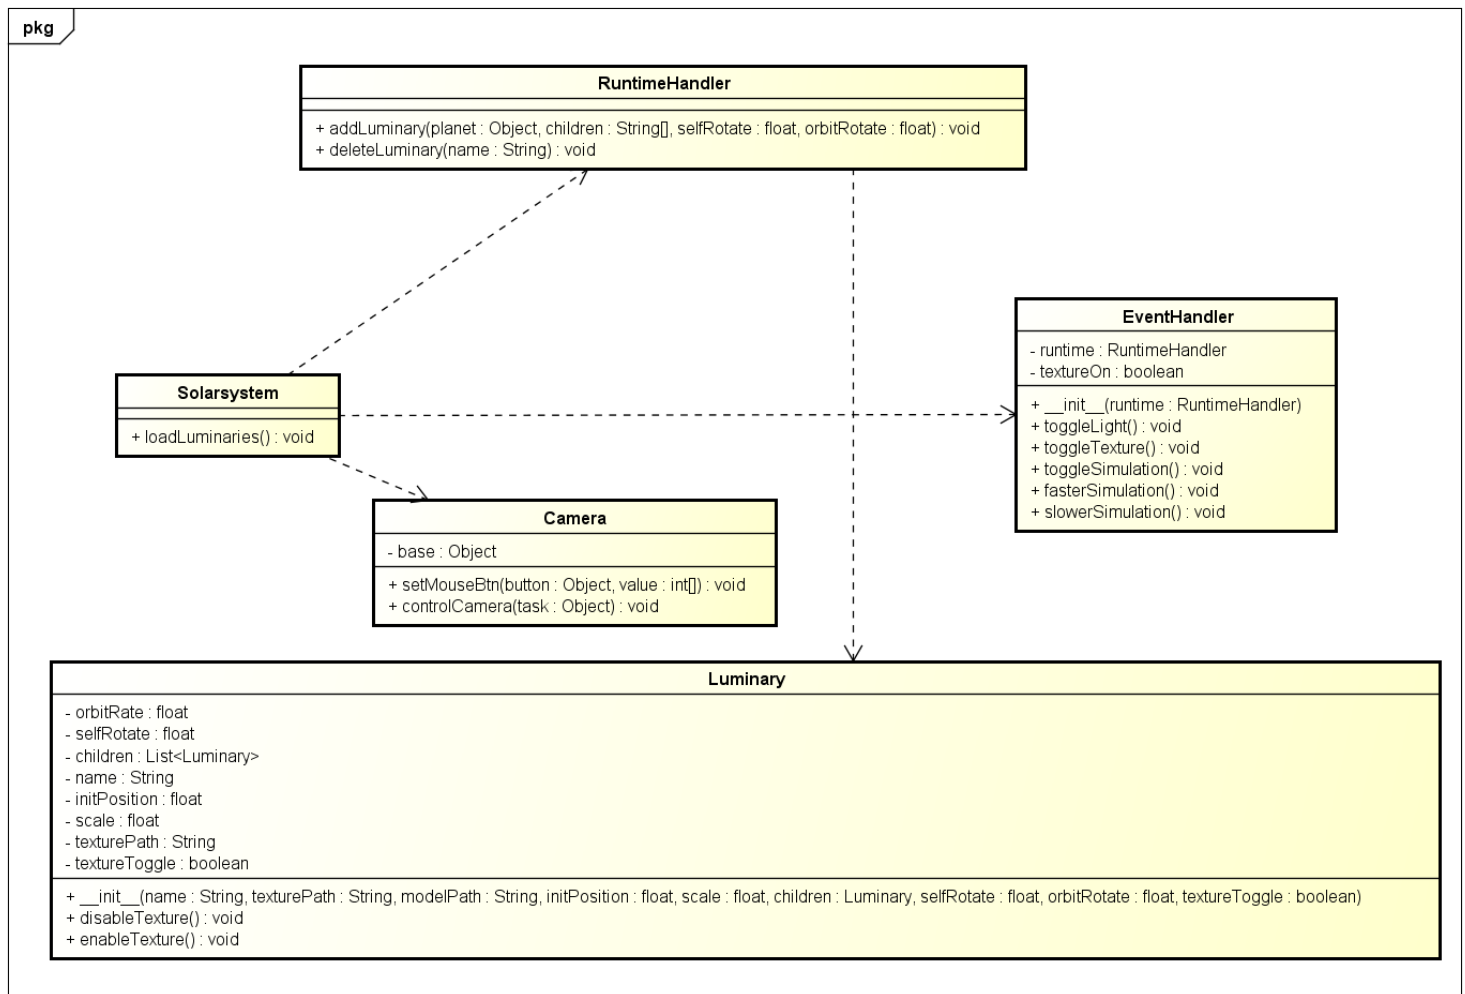 pkg
RuntimeHandler
+ addLuminary(planet : Object, children : String[], selfRotate : float, orbitRotate : float) : void
+ deleteLuminary(name : String) : void
EventHandler
- runtime : RuntimeHandler
- textureOn : boolean
+ __init__(runtime : RuntimeHandler)
+ toggleLight() : void
+ toggleTexture() : void
+ toggleSimulation() : void
+ fasterSimulation() : void
+ slowerSimulation() : void
Solarsystem
+ loadLuminaries() : void
Camera
- base : Object
+ setMouseBtn(button : Object, value : int[]) : void
+ controlCamera(task : Object) : void
Luminary
- orbitRate : float
- selfRotate : float
- children : List<Luminary>
- name : String
- initPosition : float
- scale : float
- texturePath : String
- textureToggle : boolean
+ __init__(name : String, texturePath : String, modelPath : String, initPosition : float, scale : float, children : Luminary, selfRotate : float, orbitRotate : float, textureToggle : boolean)
+ disableTexture() : void
+ enableTexture() : void